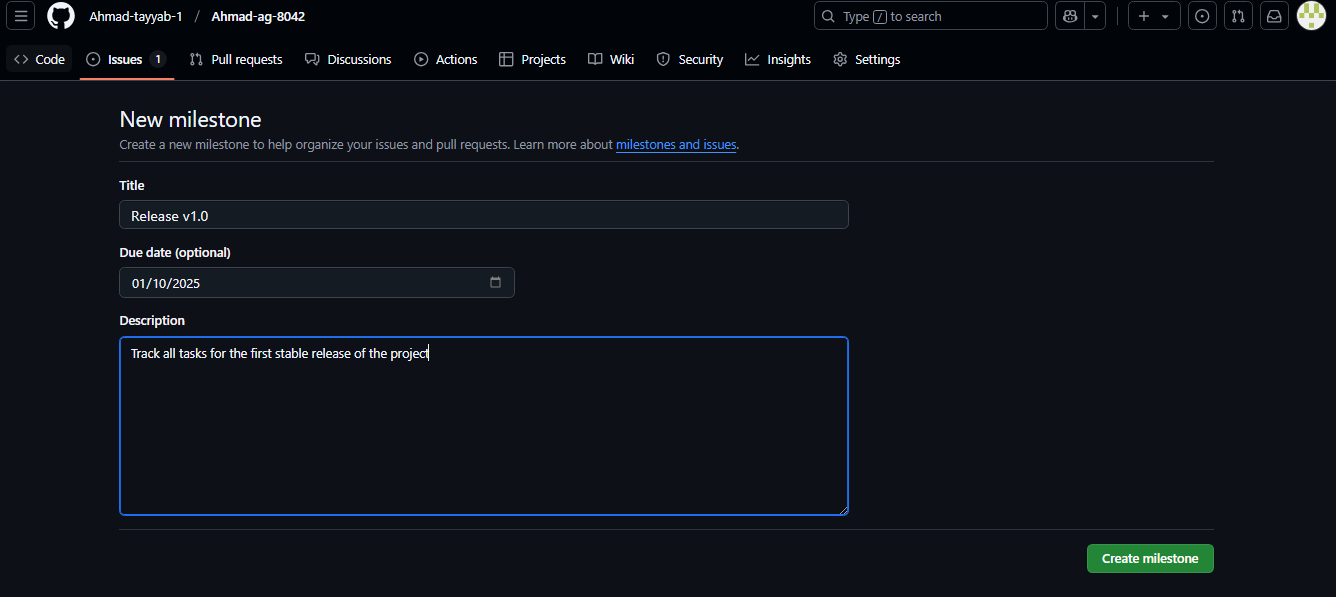 Ahmad-tayyab-1 / Ahmad-ag-8042 Type / to search
Code Issues 1 Pull requests Discussions Actions Projects Wiki Security Insights Settings
New milestone
Create a new milestone to help organize your issues and pull requests. Learn more about milestones and issues.
Title
Release v1.0
Due date (optional)
01/10/2025
Description
Track all tasks for the first stable release of the project
Create milestone